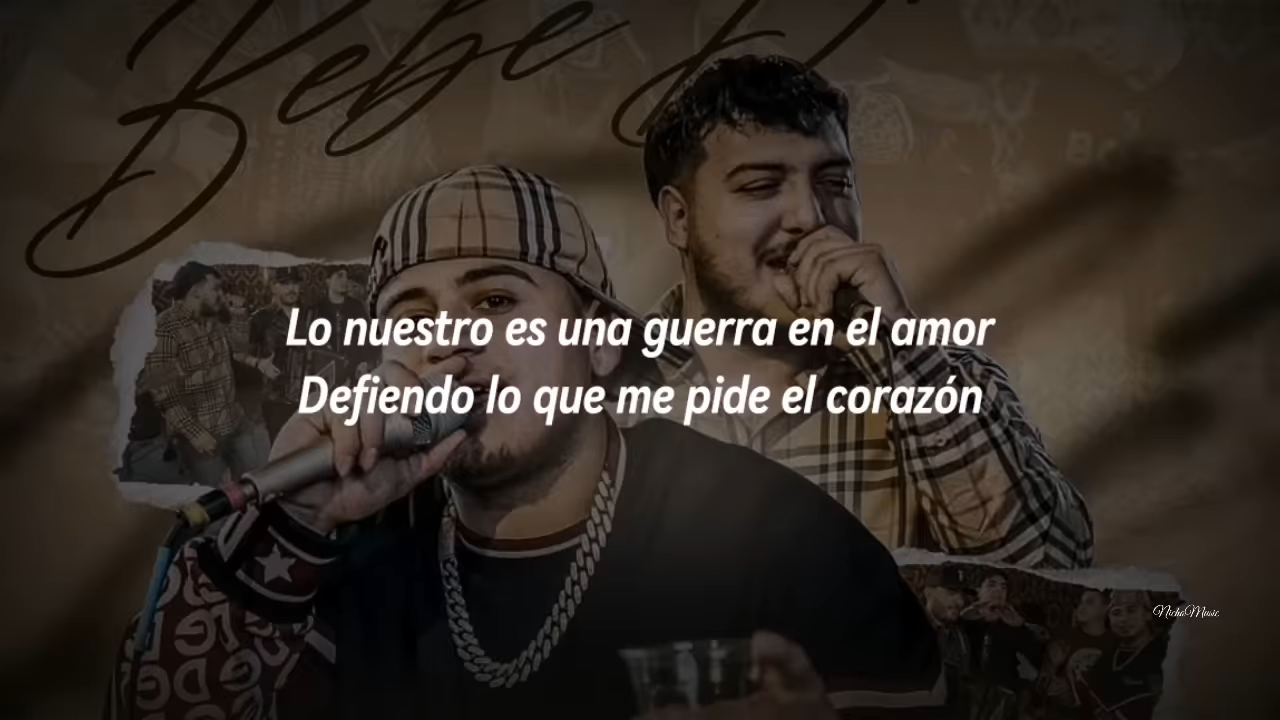 Bebe D
Lo nuestro es una guerra en el amor
Defiendo lo que me pide el corazón
NichoMusic